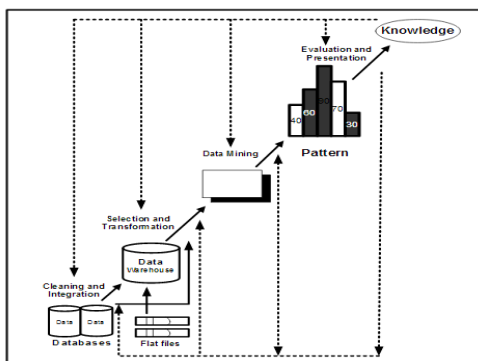 Knowledge
Evaluation and
Presentation
40
60
90
70
30
Pattern
Data Mining
Selection and
Transformation
Data
Warehouse
Cleaning and
Integration
Data
Data
Databases
Flat files